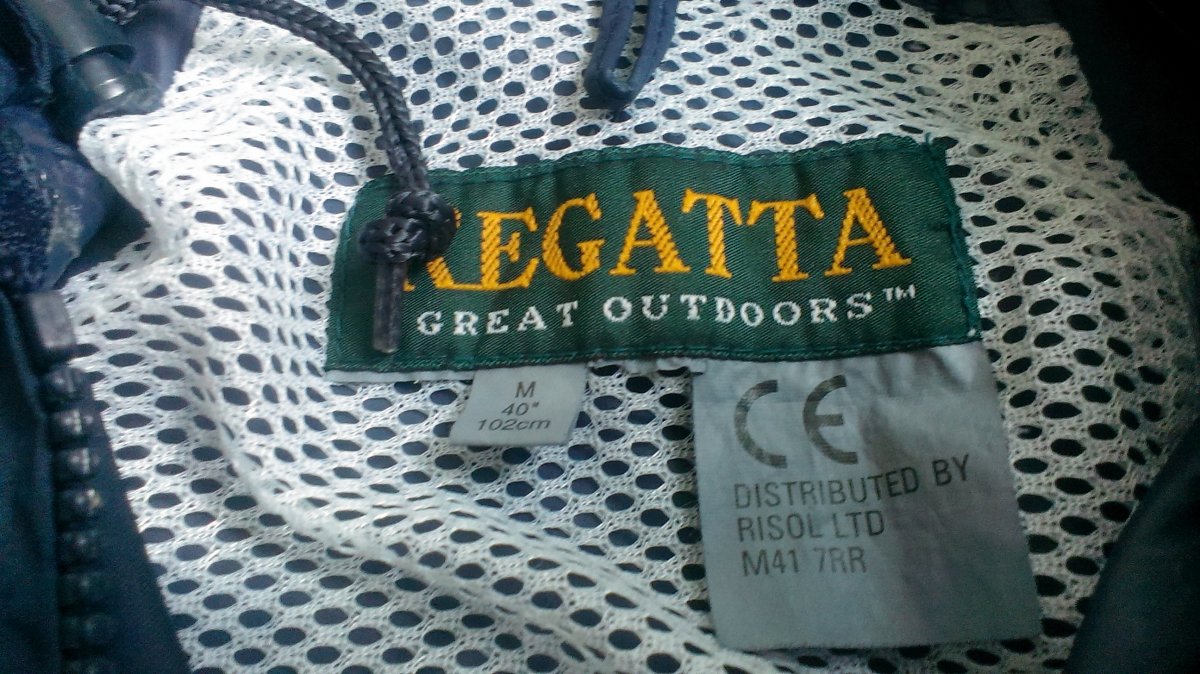 REGATTA
GREAT OUTDOORS™
M
40"
102cm
CE
DISTRIBUTED BY
RISOL LTD
M41 7RR